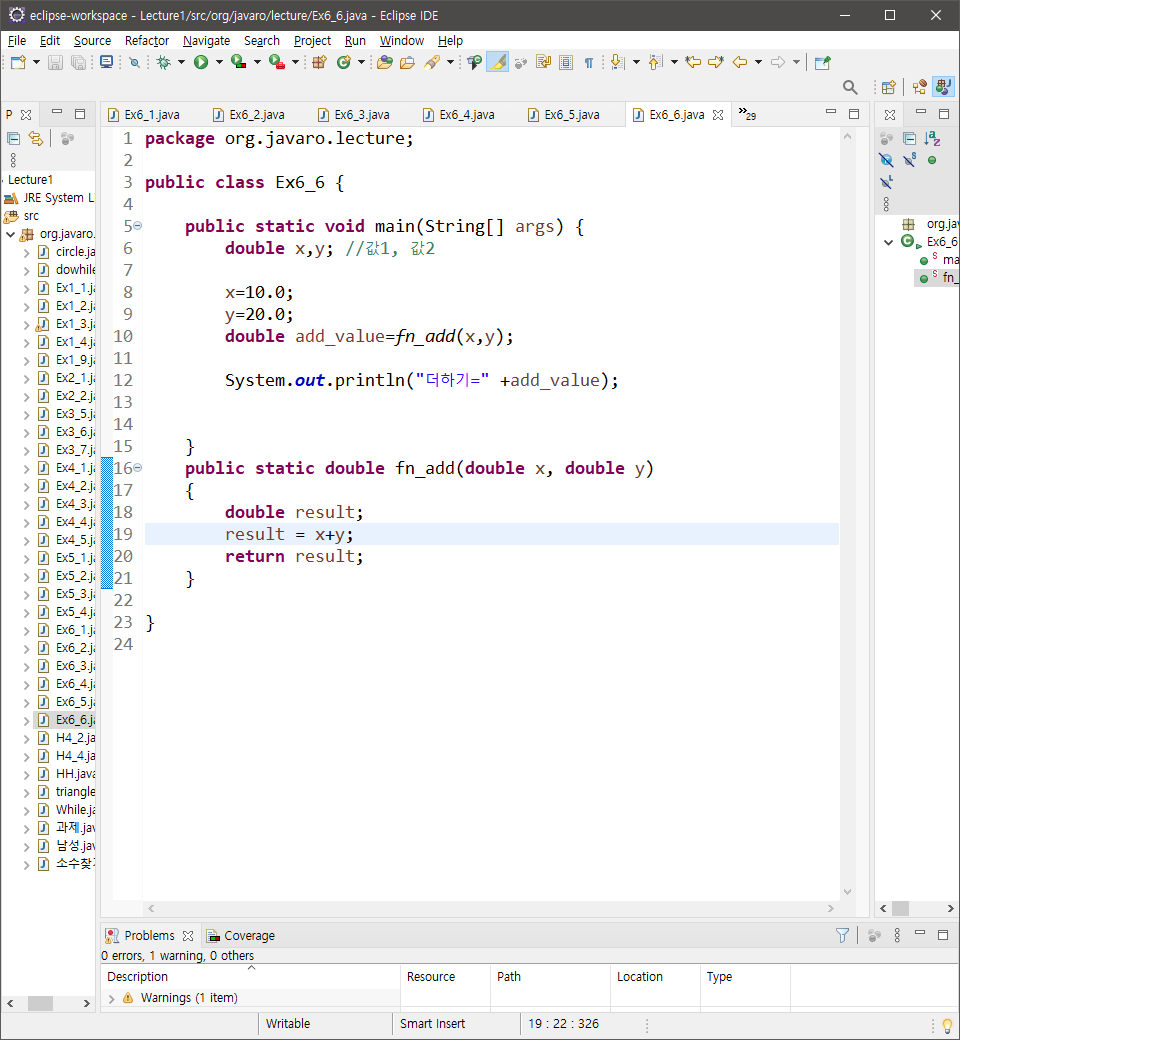 eclipse-workspace - Lecture1/src/org/javaro/lecture/Ex6_6.java - Eclipse IDE
File Edit Source Refactor Navigate Search Project Run Window Help
P
Ex6_1.java Ex6_2.java Ex6_3.java Ex6_4.java Ex6_5.java Ex6_6.java »29
Lecture1
JRE System L
src
org.javaro.
circle.ja
dowhile
Ex1_1.ja
Ex1_2.ja
Ex1_3.ja
Ex1_4.ja
Ex1_9.ja
Ex2_1.ja
Ex2_2.ja
Ex3_5.ja
Ex3_6.ja
Ex3_7.ja
Ex4_1.ja
Ex4_2.ja
Ex4_3.ja
Ex4_4.ja
Ex4_5.ja
Ex5_1.ja
Ex5_2.ja
Ex5_3.ja
Ex5_4.ja
Ex6_1.ja
Ex6_2.ja
Ex6_3.ja
Ex6_4.ja
Ex6_5.ja
Ex6_6.ja
H4_2.ja
H4_4.ja
HH.java
triangle
While.ja
과제.jav
남성.jav
소수찾
1 package org.javaro.lecture;
2
3 public class Ex6_6 {
4
5 public static void main(String[] args) {
6 double x,y; //값1, 값2
7
8 x=10.0;
9 y=20.0;
10 double add_value=fn_add(x,y);
11
12 System.out.println("더하기=" +add_value);
13
14
15 }
16 public static double fn_add(double x, double y)
17 {
18 double result;
19 result = x+y;
20 return result;
21 }
22
23 }
24
org.jav
Ex6_6
S ma
S fn_
Problems Coverage
0 errors, 1 warning, 0 others
Description Resource Path Location Type
Warnings (1 item)
Writable Smart Insert 19 : 22 : 326